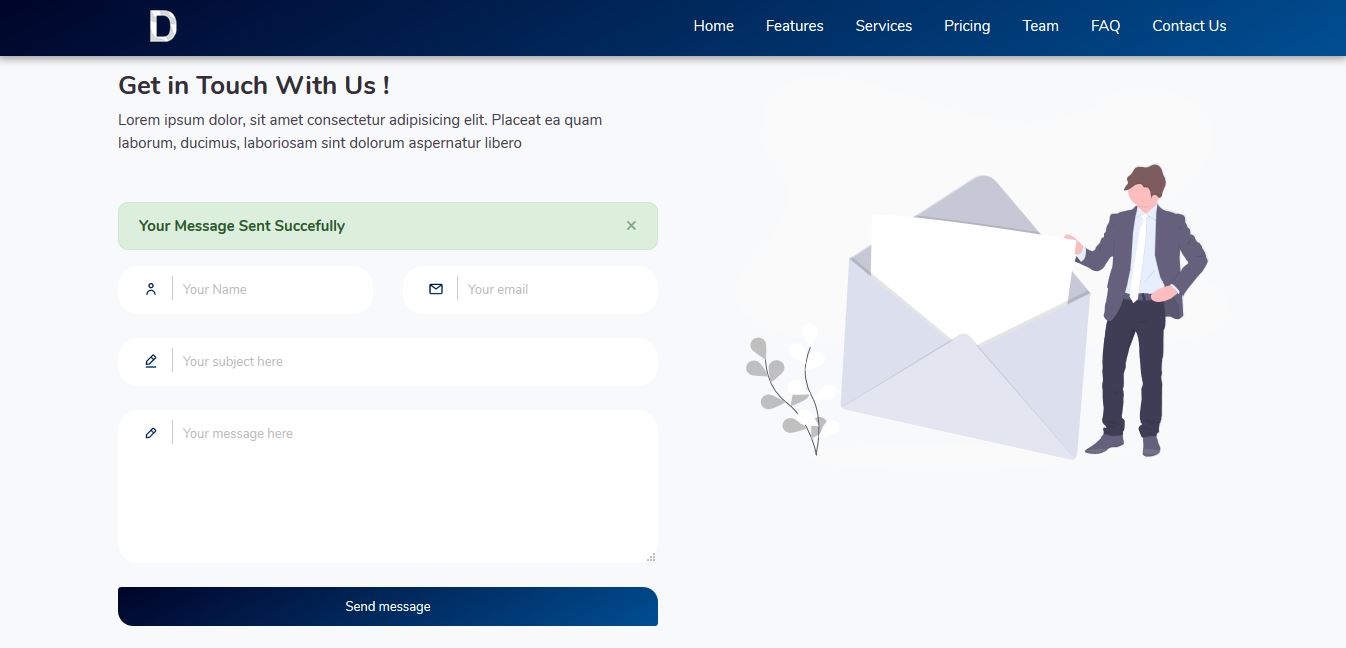 D
Home Features Services Pricing Team FAQ Contact Us
Get in Touch With Us !
Lorem ipsum dolor, sit amet consectetur adipisicing elit. Placeat ea quam
laborum, ducimus, laboriosam sint dolorum aspernatur libero
Your Message Sent Succefully ×
Your Name Your email
Your subject here
Your message here
Send message